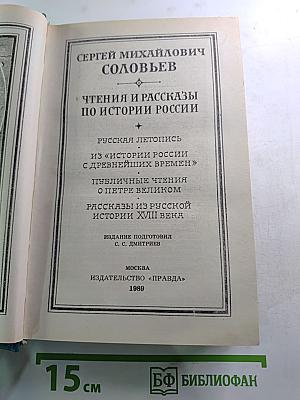 СЕРГЕЙ МИХАЙЛОВИЧ
СОЛОВЬЕВ
ЧТЕНИЯ И РАССКАЗЫ
ПО ИСТОРИИ РОССИИ
РУССКАЯ ЛЕТОПИСЬ
ИЗ «ИСТОРИИ РОССИИ
С ДРЕВНЕЙШИХ ВРЕМЕН»
ПУБЛИЧНЫЕ ЧТЕНИЯ
О ПЕТРЕ ВЕЛИКОМ
РАССКАЗЫ ИЗ РУССКОЙ
ИСТОРИИ XVIII ВЕКА
ИЗДАНИЕ ПОДГОТОВИЛ
С. С. ДМИТРИЕВ
МОСКВА
ИЗДАТЕЛЬСТВО «ПРАВДА»
1989
15 см
БФ БИБЛИОФАН